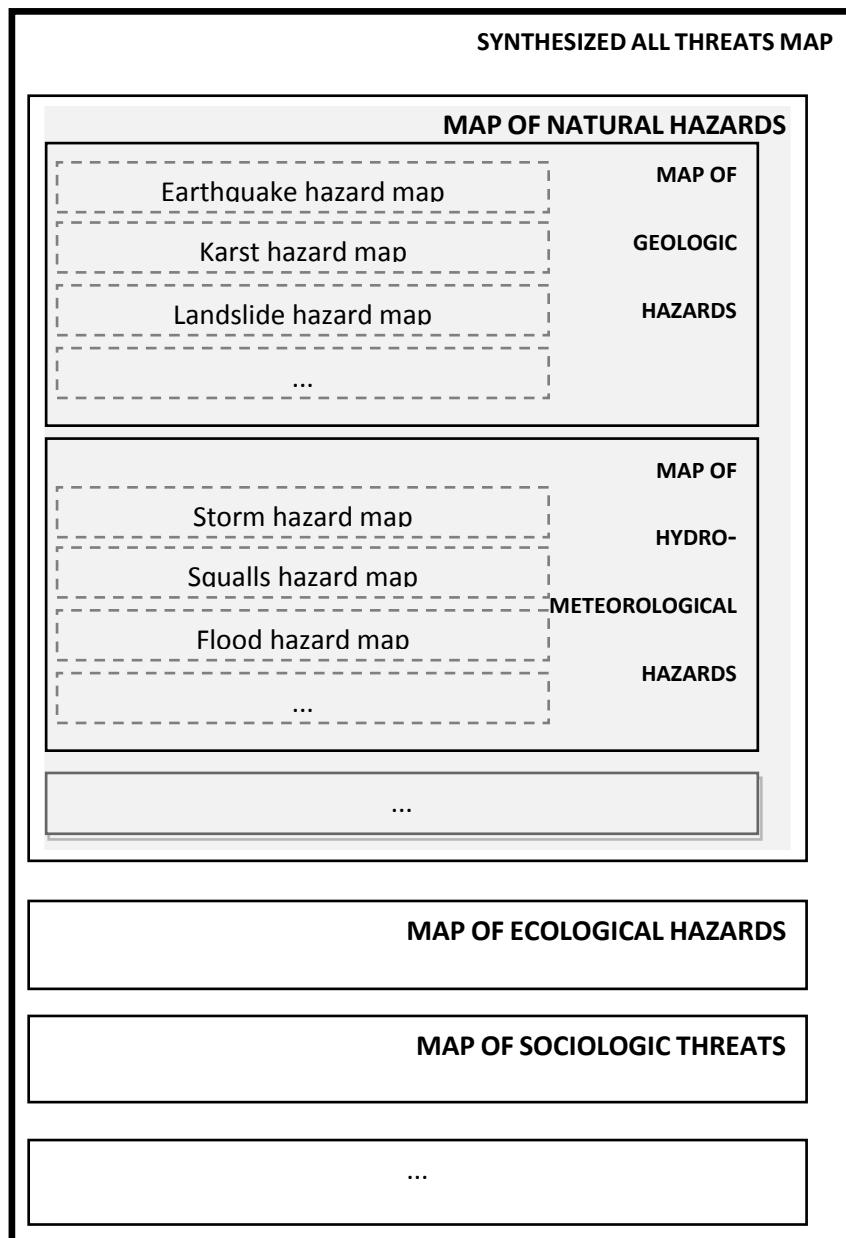 SYNTHESIZED ALL THREATS MAP
MAP OF NATURAL HAZARDS
MAP OF
GEOLOGIC
HAZARDS
Earthquake hazard map
Karst hazard map
Landslide hazard map
...
MAP OF
HYDRO-
METEOROLOGICAL
HAZARDS
Storm hazard map
Squalls hazard map
Flood hazard map
...
...
MAP OF ECOLOGICAL HAZARDS
MAP OF SOCIOLOGIC THREATS
...